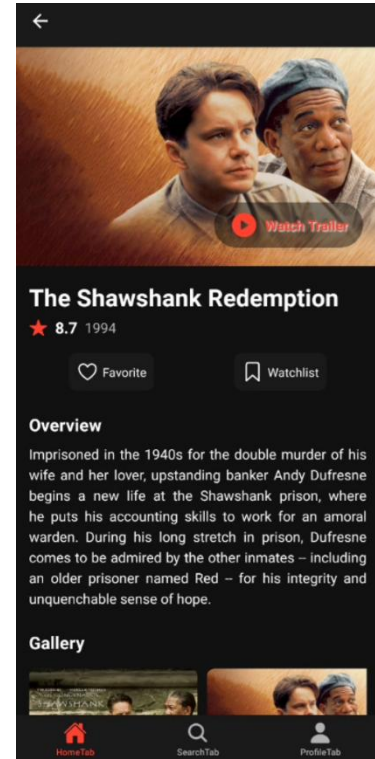 Watch Trailer
The Shawshank Redemption
8.7 1994
Favorite
Watchlist
Overview
Imprisoned in the 1940s for the double murder of his
wife and her lover, upstanding banker Andy Dufresne
begins a new life at the Shawshank prison, where
he puts his accounting skills to work for an amoral
warden. During his long stretch in prison, Dufresne
comes to be admired by the other inmates – including
an older prisoner named Red – for his integrity and
unquenchable sense of hope.
Gallery
SHAWSHANK
HomeTab
SearchTab
ProfileTab